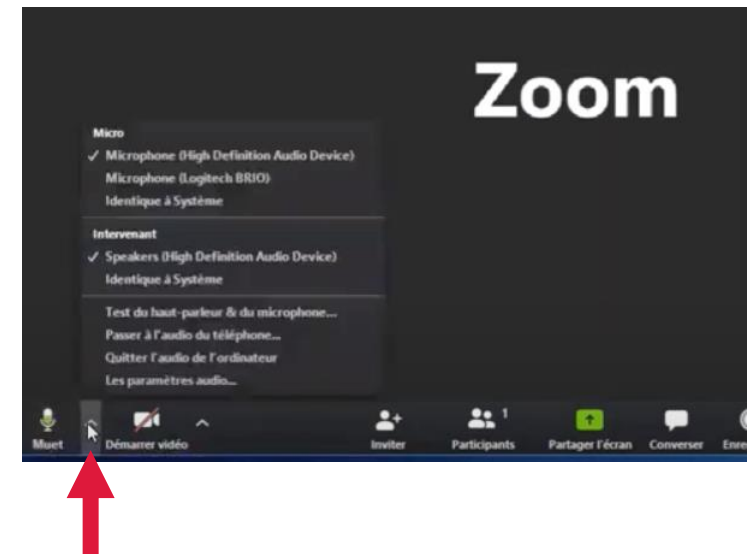 Zoom
Micro
Microphone (High Definition Audio Device)
Microphone (Logitech BRIO)
Identique à Système
Intervenant
Speakers (High Definition Audio Device)
Identique à Système
Test du haut-parleur & du microphone...
Passer à l'audio du téléphone...
Quitter l'audio de l'ordinateur
Les paramètres audio...
1
Muet Démarrer vidéo Inviter Participants Partager l'écran Converser Enre